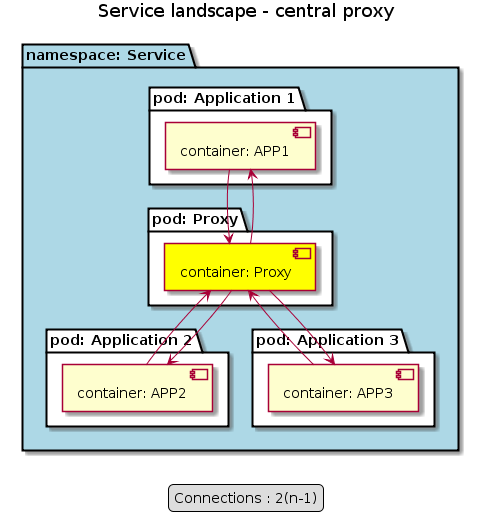 Service landscape - central proxy
namespace: Service
pod: Application 1
container: APP1
pod: Proxy
container: Proxy
pod: Application 2
container: APP2
pod: Application 3
container: APP3
Connections : 2(n-1)